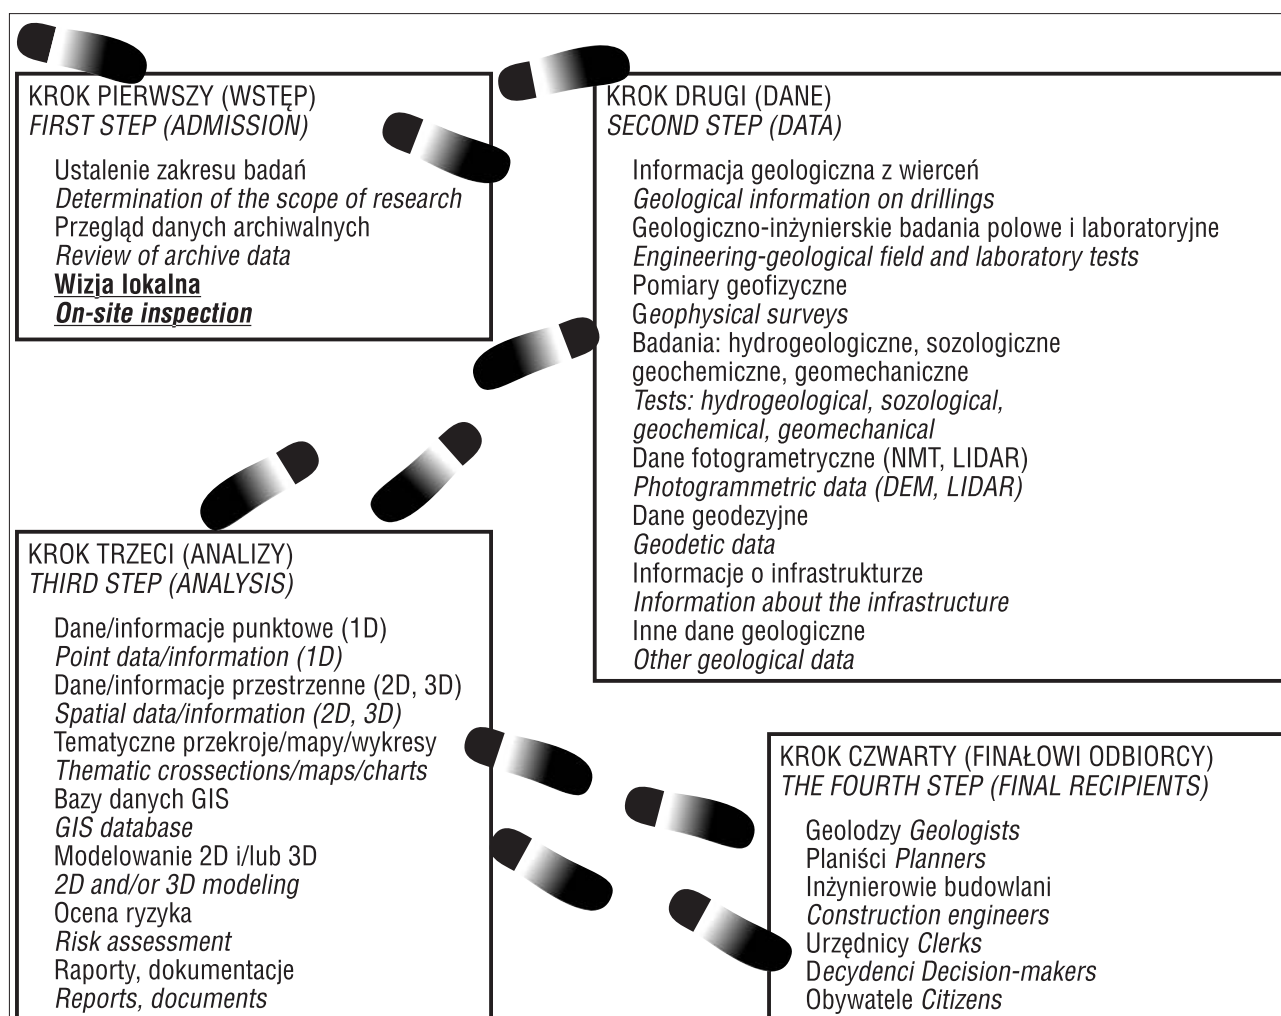 KROK PIERWSZY (WSTĘP)
FIRST STEP (ADMISSION)
Ustalenie zakresu badań
Determination of the scope of research
Przegląd danych archiwalnych
Review of archive data
Wizja lokalna
On-site inspection
KROK DRUGI (DANE)
SECOND STEP (DATA)
Informacja geologiczna z wierceń
Geological information on drillings
Geologiczno-inżynierskie badania polowe i laboratoryjne
Engineering-geological field and laboratory tests
Pomiary geofizyczne
Geophysical surveys
Badania: hydrogeologiczne, sozologiczne
geochemiczne, geomechaniczne
Tests: hydrogeological, sozological,
geochemical, geomechanical
Dane fotogrametryczne (NMT, LIDAR)
Photogrammetric data (DEM, LIDAR)
Dane geodezyjne
Geodetic data
Informacje o infrastrukturze
Information about the infrastructure
Inne dane geologiczne
Other geological data
KROK TRZECI (ANALIZY)
THIRD STEP (ANALYSIS)
Dane/informacje punktowe (1D)
Point data/information (1D)
Dane/informacje przestrzenne (2D, 3D)
Spatial data/information (2D, 3D)
Tematyczne przekroje/mapy/wykresy
Thematic crossections/maps/charts
Bazy danych GIS
GIS database
Modelowanie 2D i/lub 3D
2D and/or 3D modeling
Ocena ryzyka
Risk assessment
Raporty, dokumentacje
Reports, documents
KROK CZWARTY (FINAŁOWI ODBIORCY)
THE FOURTH STEP (FINAL RECIPIENTS)
Geolodzy Geologists
Planiści Planners
Inżynierowie budowlani
Construction engineers
Urzędnicy Clerks
Decydenci Decision-makers
Obywatele Citizens